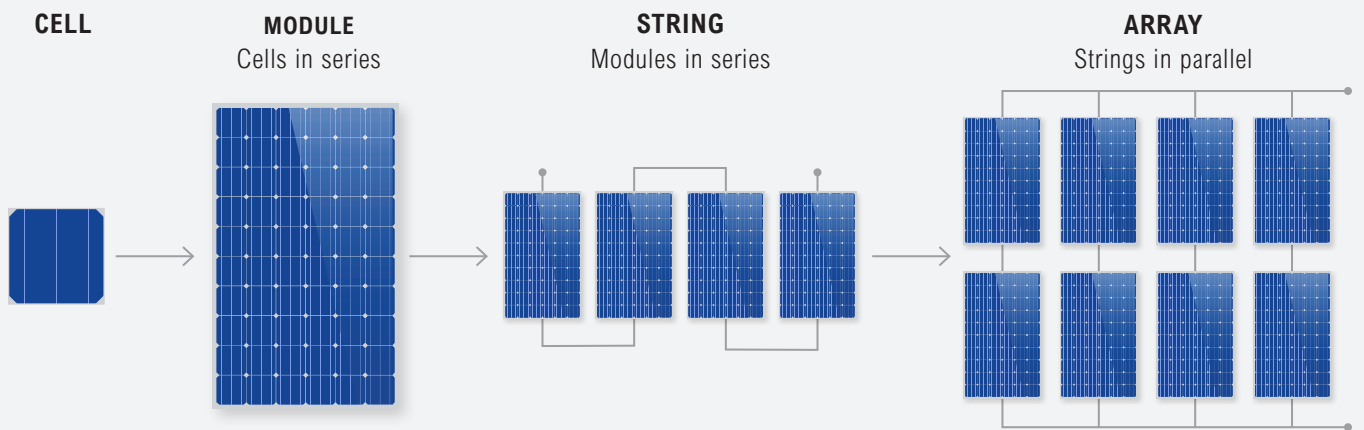 CELL
MODULE
Cells in series
STRING
Modules in series
ARRAY
Strings in parallel